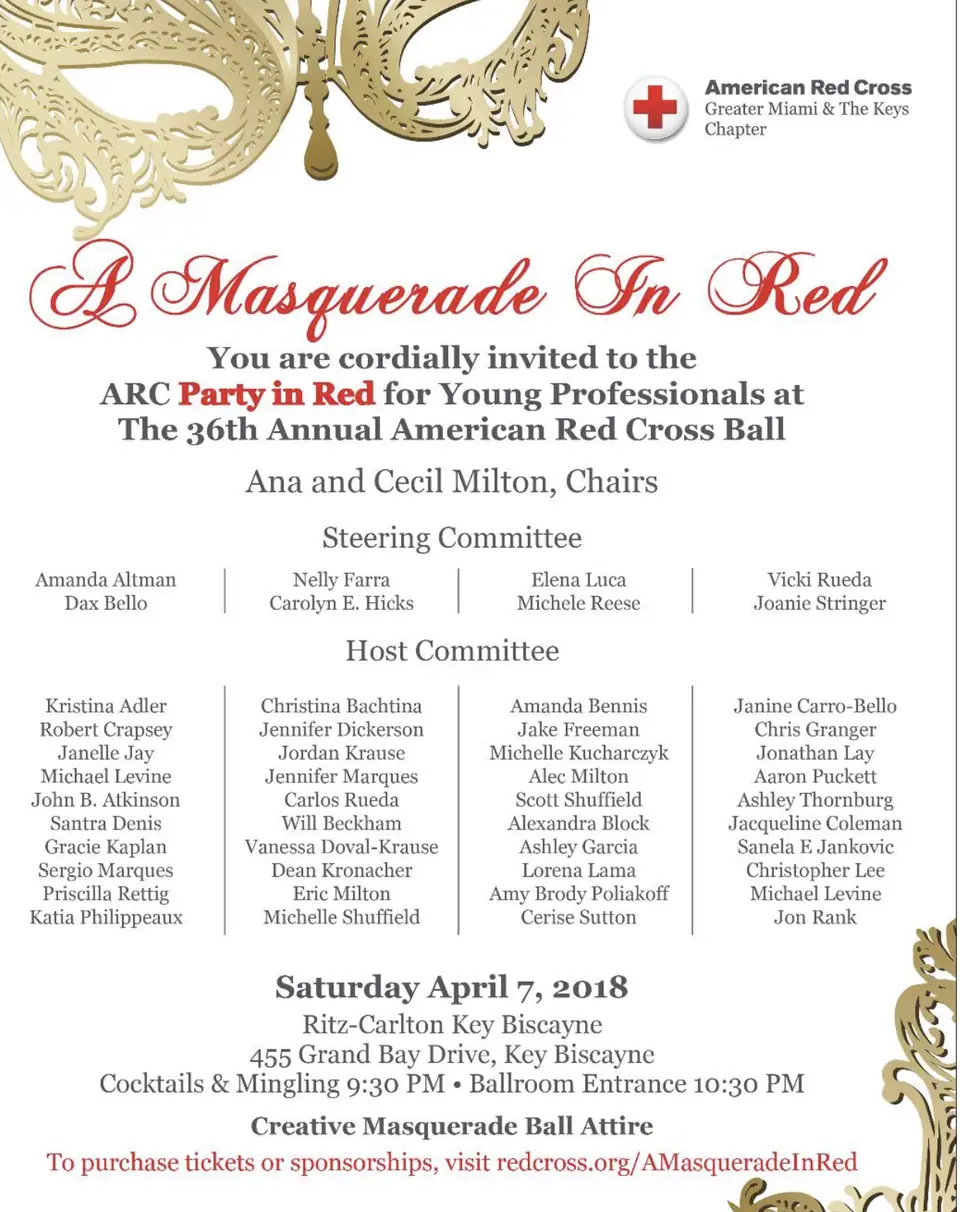 American Red Cross
Greater Miami & The Keys
Chapter
A Masquerade In Red
You are cordially invited to the
ARC Party in Red for Young Professionals at
The 36th Annual American Red Cross Ball
Ana and Cecil Milton, Chairs
Steering Committee
Amanda Altman
Dax Bello
Nelly Farra
Carolyn E. Hicks
Elena Luca
Michele Reese
Vicki Rueda
Joanie Stringer
Host Committee
Kristina Adler
Robert Crapsey
Janelle Jay
Michael Levine
John B. Atkinson
Santra Denis
Gracie Kaplan
Sergio Marques
Priscilla Rettig
Katia Philippeaux
Christina Bachtina
Jennifer Dickerson
Jordan Krause
Jennifer Marques
Carlos Rueda
Will Beckham
Vanessa Doval-Krause
Dean Kronacher
Eric Milton
Michelle Shuffield
Amanda Bennis
Jake Freeman
Michelle Kucharczyk
Alec Milton
Scott Shuffield
Alexandra Block
Ashley Garcia
Lorena Lama
Amy Brody Poliakoff
Cerise Sutton
Janine Carro-Bello
Chris Granger
Jonathan Lay
Aaron Puckett
Ashley Thornburg
Jacqueline Coleman
Sanela E Jankovic
Christopher Lee
Michael Levine
Jon Rank
Saturday April 7, 2018
Ritz-Carlton Key Biscayne
455 Grand Bay Drive, Key Biscayne
Cocktails & Mingling 9:30 PM • Ballroom Entrance 10:30 PM
Creative Masquerade Ball Attire
To purchase tickets or sponsorships, visit redcross.org/AMasqueradeInRed